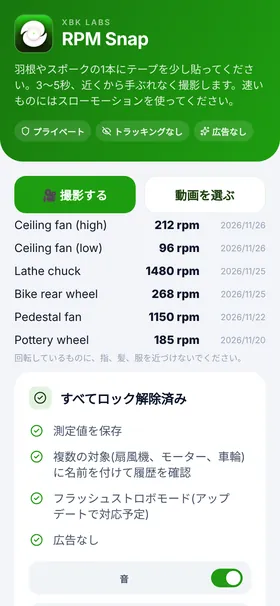 XBK LABS
RPM Snap
羽根やスポークの1本にテープを少し貼ってくださ
い。3〜5秒、近くから手ぶれなく撮影します。速い
ものにはスローモーションを使ってください。
プライベート トラッキングなし 広告なし
撮影する 動画を選ぶ
Ceiling fan (high) 212 rpm 2026/11/26
Ceiling fan (low) 96 rpm 2026/11/26
Lathe chuck 1480 rpm 2026/11/25
Bike rear wheel 268 rpm 2026/11/25
Pedestal fan 1150 rpm 2026/11/22
Pottery wheel 185 rpm 2026/11/20
回転しているものに、指、髪、服を近づけないでください。
すべてロック解除済み
測定値を保存
複数の対象(扇風機、モーター、車輪)
に名前を付けて履歴を確認
フラッシュストロボモード(アップ
デートで対応予定)
広告なし
音